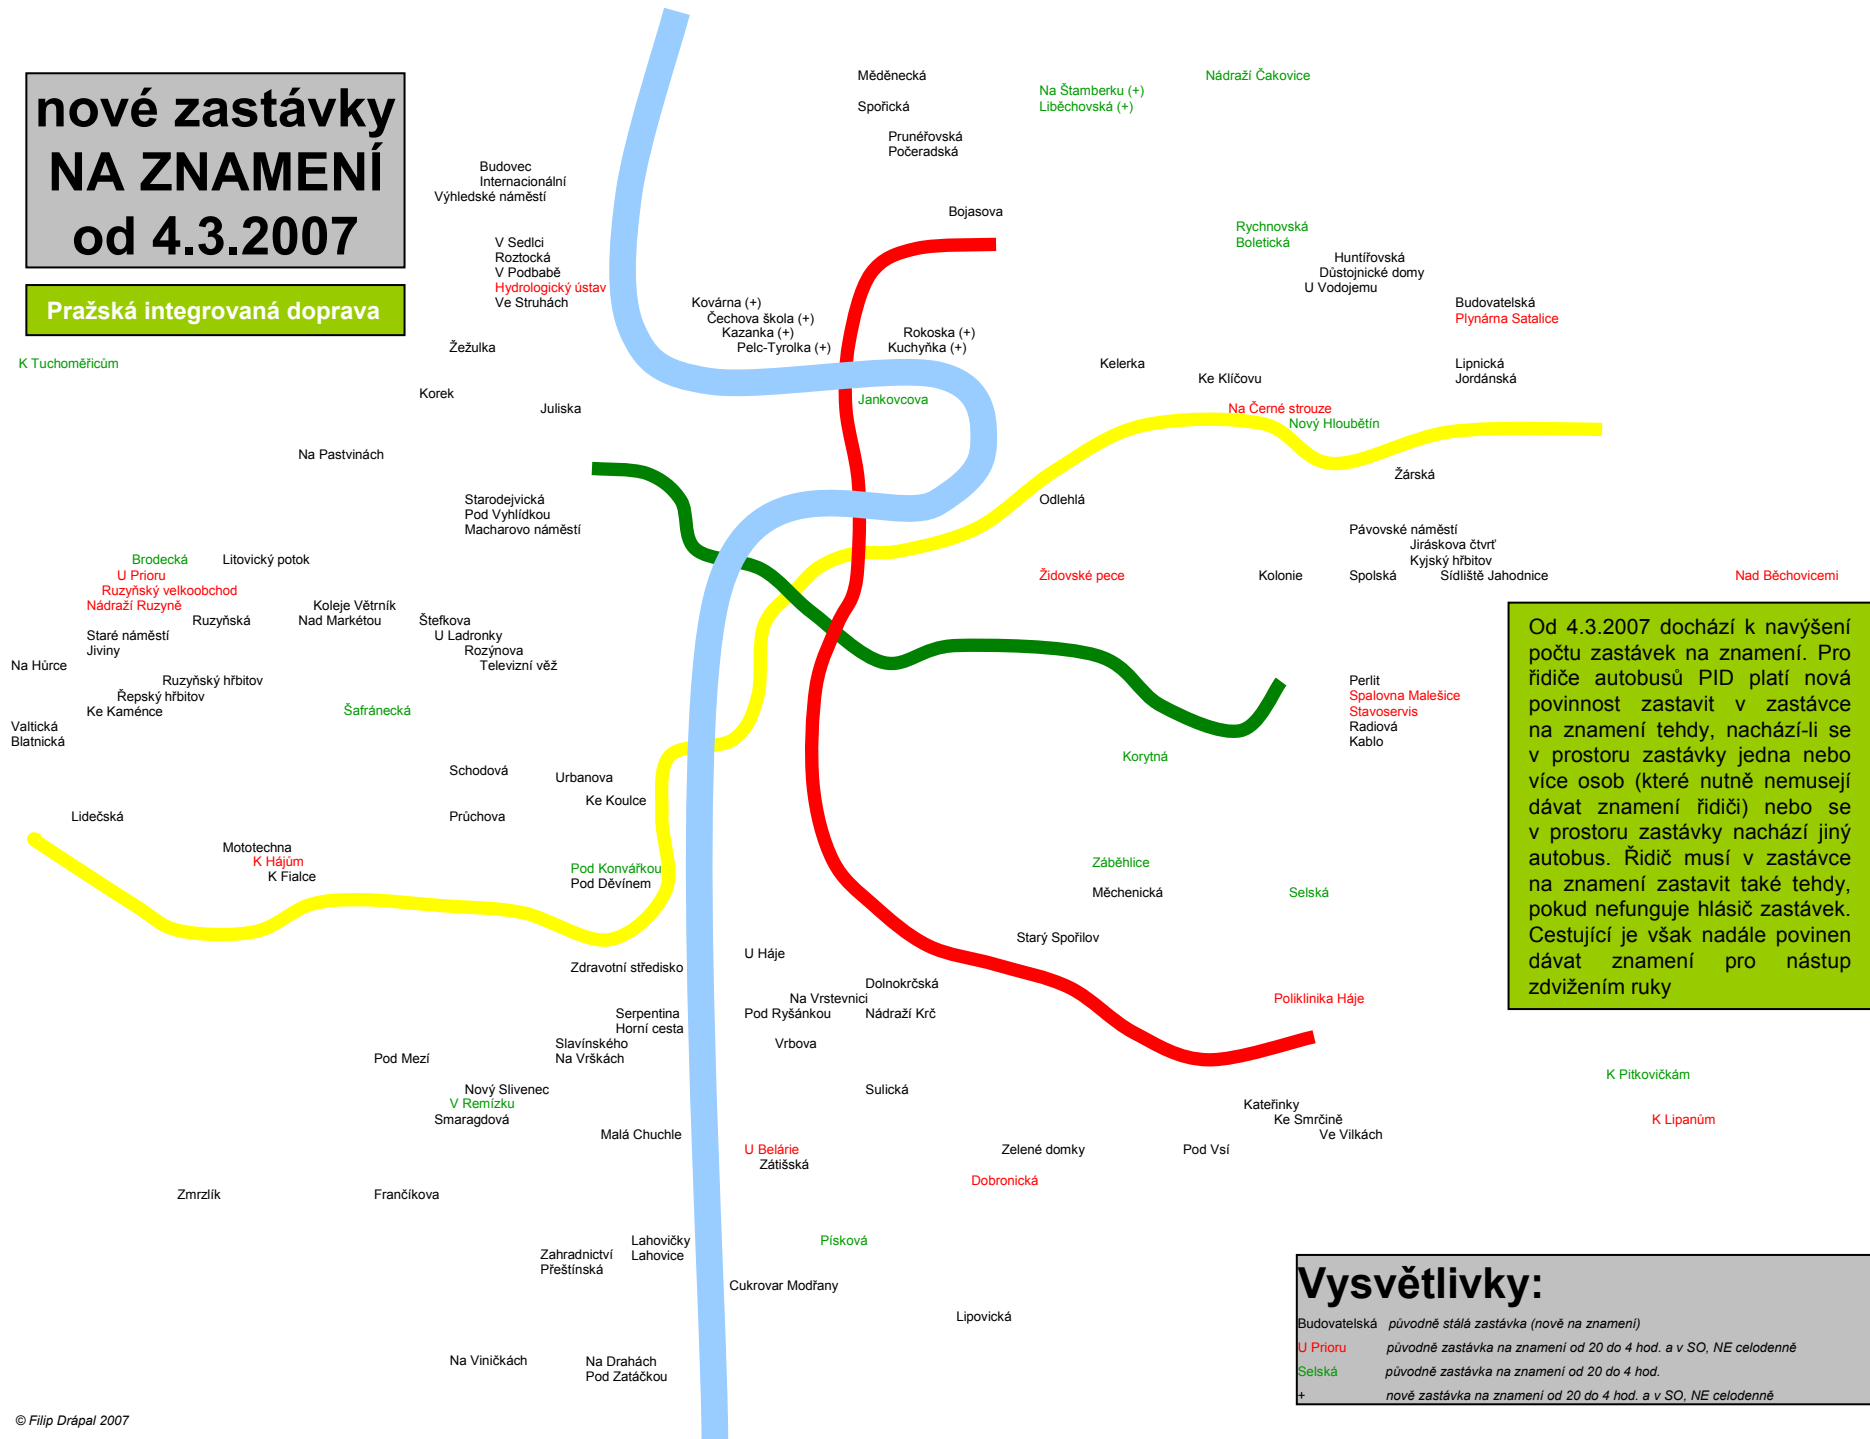 nové zastávky
NA ZNAMENÍ
od 4.3.2007
Pražská integrovaná doprava
Měděnecká
Spořická
Prunéřovská
Počeradská
Na Štamberku (+)
Liběchovská (+)
Nádraží Čakovice
Budovec
Internacionální
Výhledské náměstí
Bojasova
V Sedlci
Roztocká
V Podbabě
Hydrologický ústav
Ve Struhách
Rychnovská
Boletická
Huntířovská
Důstojnické domy
U Vodojemu
Budovatelská
Plynárna Satalice
Kovárna (+)
Čechova škola (+)
Kazanka (+)
Pelc-Tyrolka (+)
Rokoska (+)
Kuchyňka (+)
K Tuchoměřicům
Žežulka
Korek
Juliska
Kelerka
Ke Klíčovu
Lipnická
Jordánská
Jankovcova
Na Černé strouze
Nový Hloubětín
Na Pastvinách
Žárská
Starodejvická
Pod Vyhlídkou
Macharovo náměstí
Odlehlá
Pávovské náměstí
Jiráskova čtvrť
Kyjský hřbitov
Spolská
Sídliště Jahodnice
Kolonie
Židovské pece
Nad Běchovicemi
Brodecká
Litovický potok
U Prioru
Ruzyňský velkoobchod
Nádraží Ruzyně
Koleje Větrník
Ruzyňská
Nad Markétou
Štefkova
U Ladronky
Rozýnova
Televizní věž
Staré náměstí
Jiviny
Na Hůrce
Ruzyňský hřbitov
Řepský hřbitov
Ke Kaménce
Šafránecká
Valtická
Blatnická
Perlit
Spalovna Malešice
Stavoservis
Radiová
Kablo
Od 4.3.2007 dochází k navýšení
počtu zastávek na znamení. Pro
řidiče autobusů PID platí nová
povinnost zastavit v zastávce
na znamení tehdy, nachází-li se
v prostoru zastávky jedna nebo
více osob (které nutně nemusejí
dávat znamení řidiči) nebo se
v prostoru zastávky nachází jiný
autobus. Řidič musí v zastávce
na znamení zastavit také tehdy,
pokud nefunguje hlásič zastávek.
Cestující je však nadále povinen
dávat znamení pro nástup
zdvižením ruky
Korytná
Schodová
Urbanova
Ke Koulce
Lidečská
Průchova
Mototechna
K Hájům
K Fialce
Pod Konvářkou
Pod Děvínem
Záběhlice
Měchenická
Selská
Starý Spořilov
U Háje
Zdravotní středisko
Dolnokrčská
Na Vrstevnici
Pod Ryšánkou
Nádraží Krč
Vrbova
Poliklinika Háje
Serpentina
Horní cesta
Slavínského
Na Vrškách
Pod Mezí
Nový Slivenec
V Remízku
Smaragdová
Sulická
K Pitkovičkám
K Lipanům
Kateřinky
Ke Smrčině
Ve Vilkách
Malá Chuchle
U Belárie
Zátišská
Zelené domky
Pod Vsí
Dobronická
Zmrzlík
Frančíkova
Lahovičky
Lahovice
Zahradnictví
Přeštínská
Písková
Cukrovar Modřany
Lipovická
Na Viničkách
Na Drahách
Pod Zatáčkou
Vysvětlivky:
Budovatelská původně stálá zastávka (nově na znamení)
U Prioru původně zastávka na znamení od 20 do 4 hod. a v SO, NE celodenně
Selská původně zastávka na znamení od 20 do 4 hod.
+ nově zastávka na znamení od 20 do 4 hod. a v SO, NE celodenně
© Filip Drápal 2007